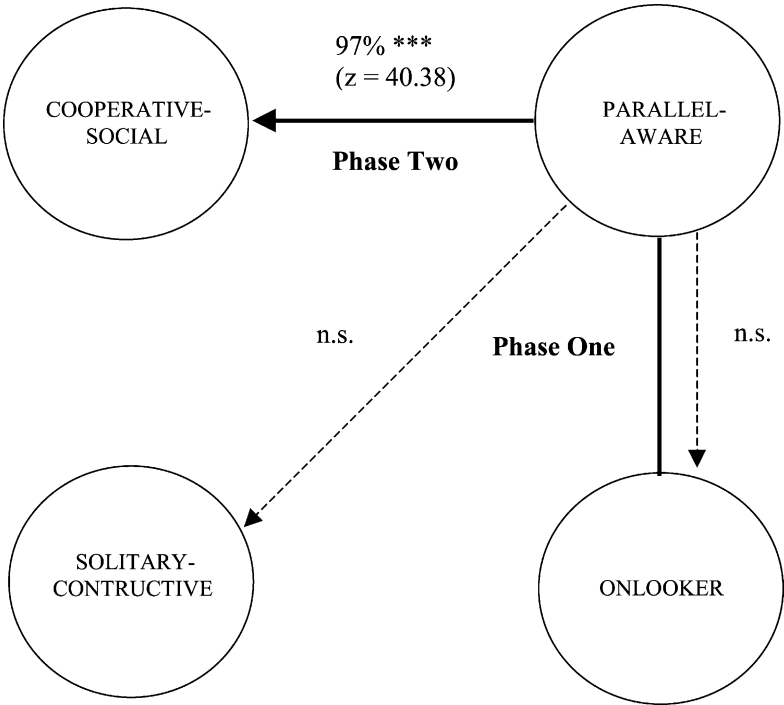 97% ***
(z = 40.38)
COOPERATIVE-
SOCIAL
PARALLEL-
AWARE
Phase Two
n.s.
Phase One
n.s.
SOLITARY-
CONTRUCTIVE
ONLOOKER